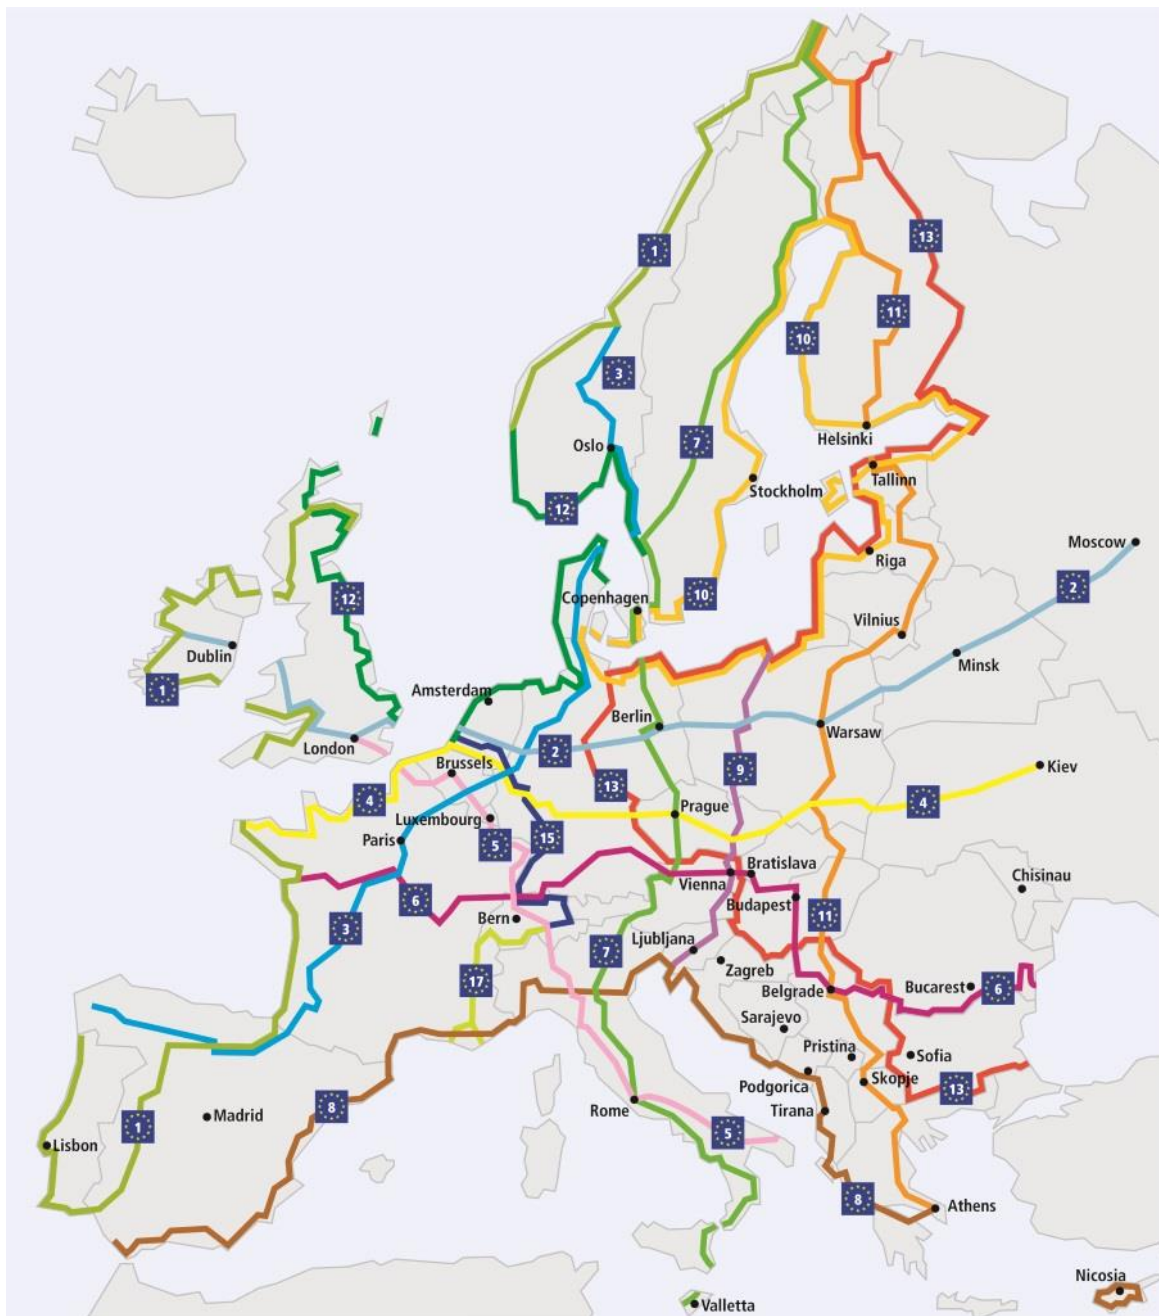 1
13
11
10
3
7
Helsinki
Oslo
Tallinn
Stockholm
12
Moscow
Riga
2
12
10
Copenhagen
Vilnius
Dublin
Minsk
1
Amsterdam
Berlin
Warsaw
London
2
Brussels
9
Kiev
13
4
4
Prague
Luxembourg
15
Paris
5
Bratislava
Vienna
Chisinau
6
Budapest
Bern
11
3
Ljubljana
7
Zagreb
17
Belgrade
Bucarest
6
Sarajevo
Pristina
Sofia
Podgorica
Skopje
13
Rome
8
Tirana
Madrid
1
5
Lisbon
8
Athens
Nicosia
Valletta